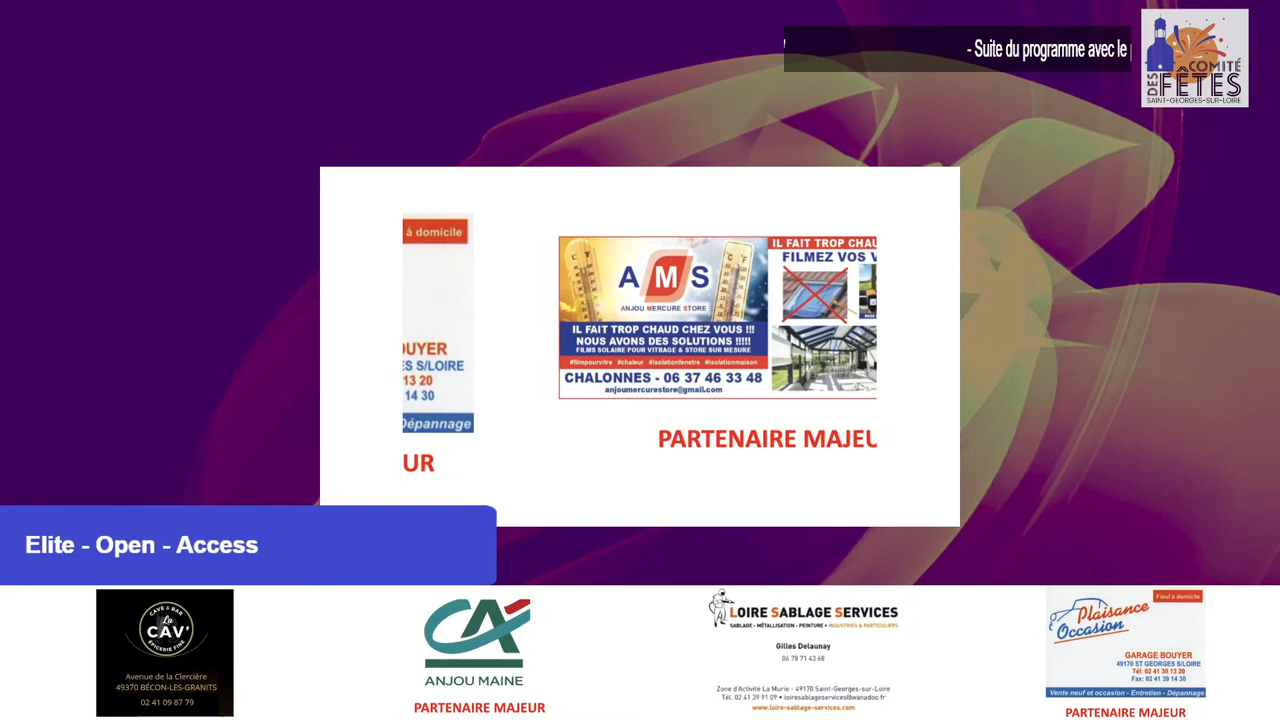 - Suite du programme avec le
COMITÉ
DES
FÊTES
SAINT-GEORGES-SUR-LOIRE
à domicile
OUYER
ES S/LOIRE
13 20
14 30
Dépannage
UR
AMS
ANJOU MERCURE STORE
IL FAIT TROP CHAUD CHEZ VOUS !!!
NOUS AVONS DES SOLUTIONS !!!!!
FILMS SOLAIRE POUR VITRAGE & STORE SUR MESURE
#filmpourvitre #chaleur #isolationfenetre #isolationmaison
CHALONNES - 06 37 46 33 48
anjoumercurestore@gmail.com
IL FAIT TROP CHAU
FILMEZ VOS V
PARTENAIRE MAJEU
Elite - Open - Access
CAVE & BAR
La
CAV'
ÉPICERIE FINE
Avenue de la Clercière
49370 BÉCON-LES-GRANITS
02 41 09 87 79
CA
ANJOU MAINE
PARTENAIRE MAJEUR
LOIRE SABLAGE SERVICES
SABLAGE - MÉTALLISATION - PEINTURE • INDUSTRIES & PARTICULIERS
Gilles Delaunay
06 78 71 43 68
Zone d'Activité La Murie - 49170 Saint-Georges-sur-Loire
Tél. 02 41 39 91 09 • loiresablageservices@wanadoo.fr
www.loire-sablage-services.com
Fioul à domicile
Plaisance
Occasion
GARAGE BOUYER
49170 ST GEORGES S/LOIRE
Tél: 02 41 39 13 20
Fax: 02 41 39 14 30
Vente neuf et occasion - Entretien - Dépannage
PARTENAIRE MAJEUR